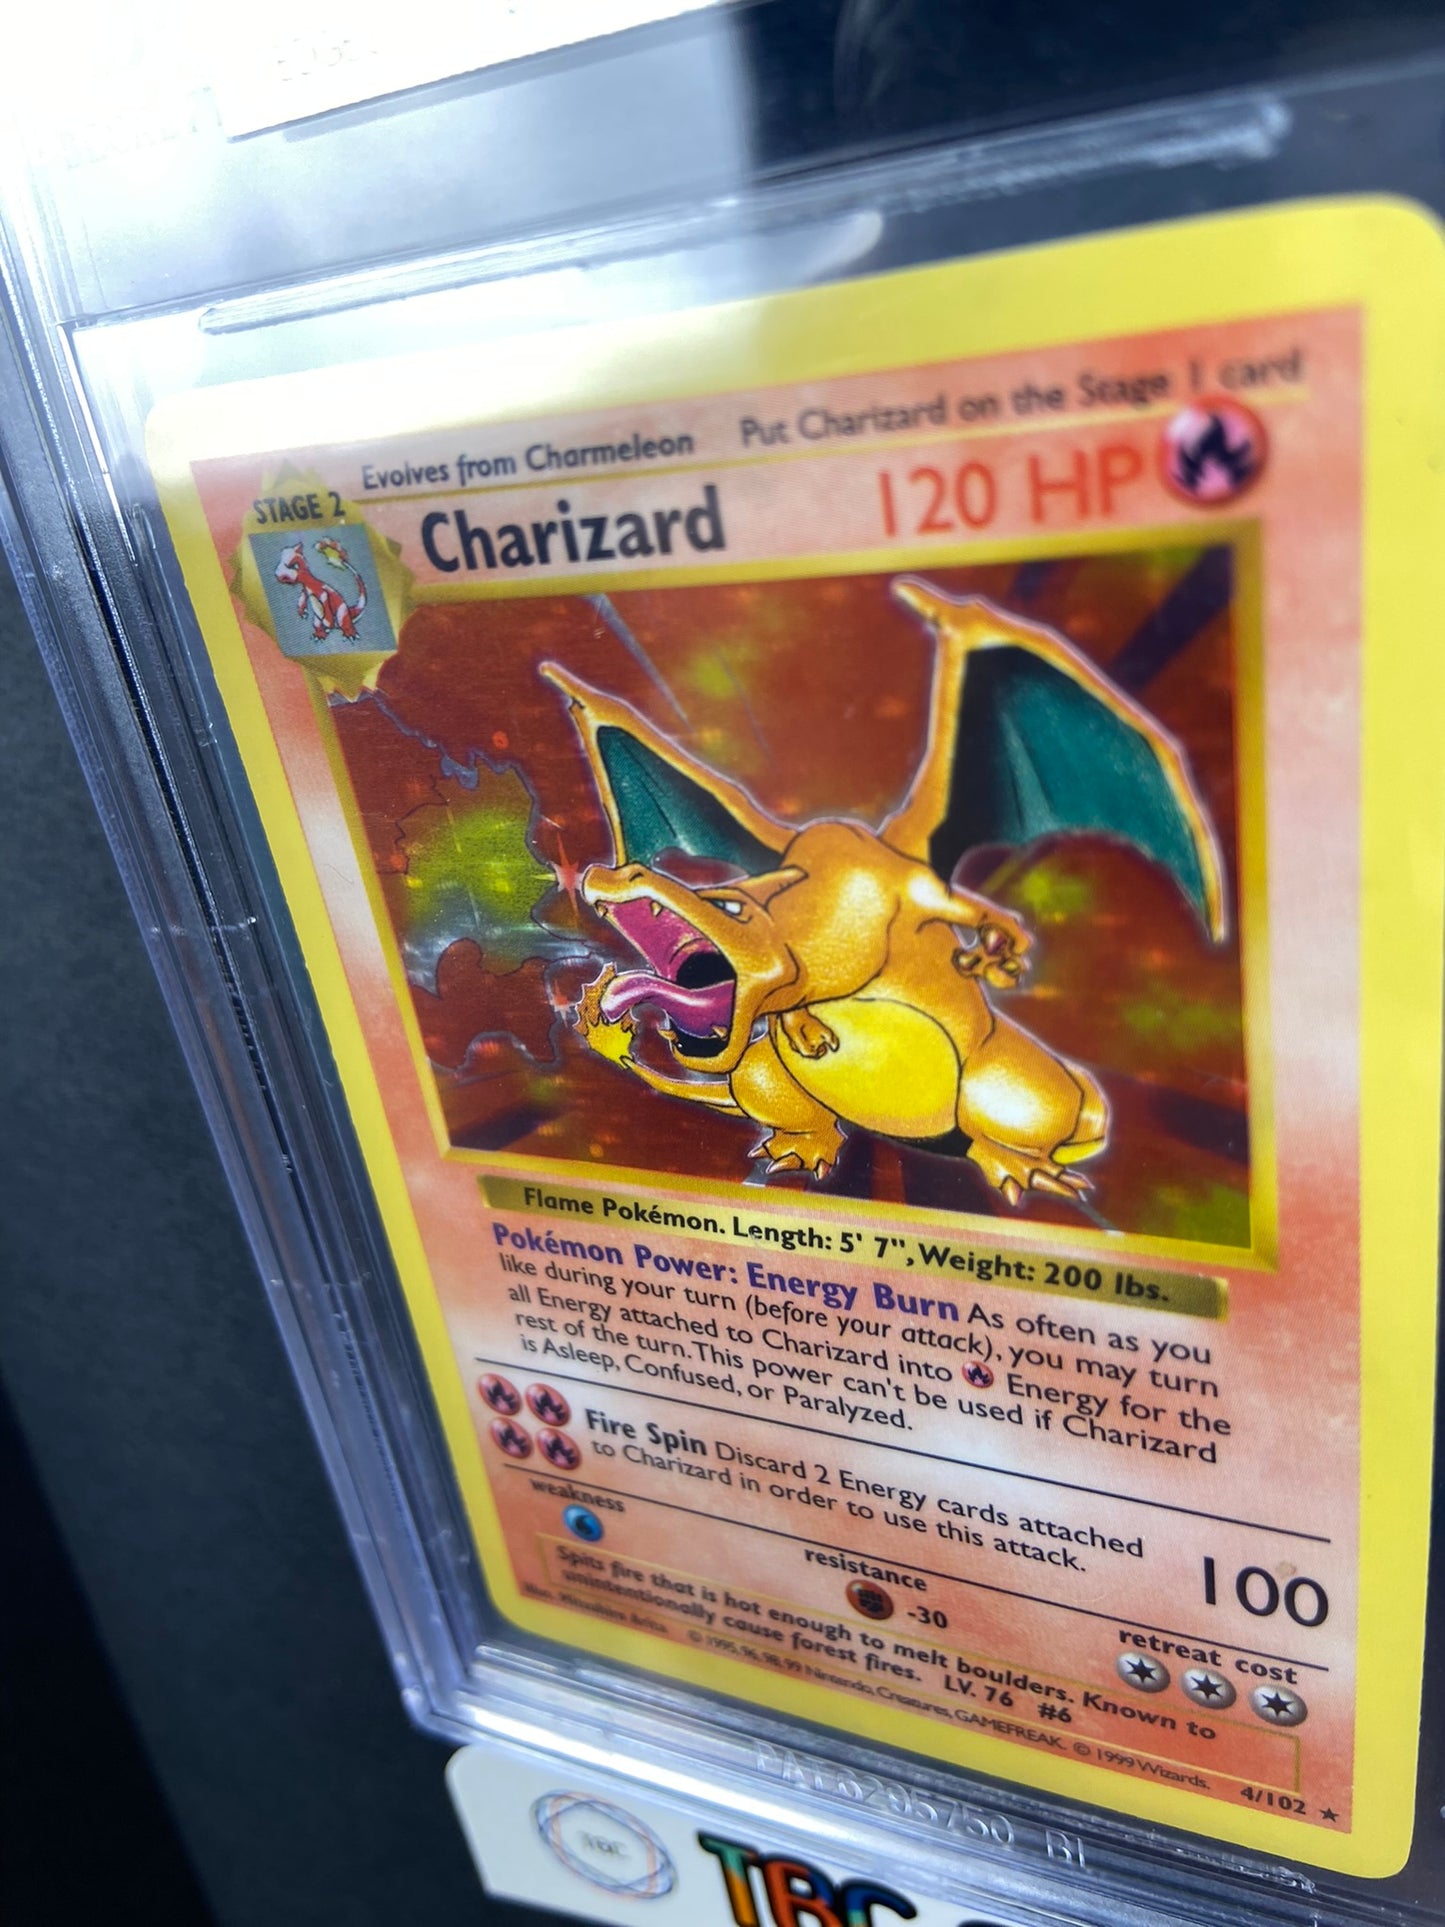 Evolves from Charmeleon Put Charizard on the Stage 1 card
STAGE 2
Charizard 120 HP
Flame Pokémon. Length: 5' 7", Weight: 200 lbs.
Pokémon Power: Energy Burn As often as you
like during your turn (before your attack), you may turn
all Energy attached to Charizard into Energy for the
rest of the turn. This power can't be used if Charizard
is Asleep, Confused, or Paralyzed.
Fire Spin Discard 2 Energy cards attached
to Charizard in order to use this attack.
100
weakness
resistance
-30
retreat cost
Spits fire that is hot enough to melt boulders. Known to
unintentionally cause forest fires. LV. 76 #6
Illus. Mitsuhiro Arita © 1995, 96, 98, 99 Nintendo, Creatures, GAMEFREAK. © 1999 Wizards. 4/102 ★
TBC